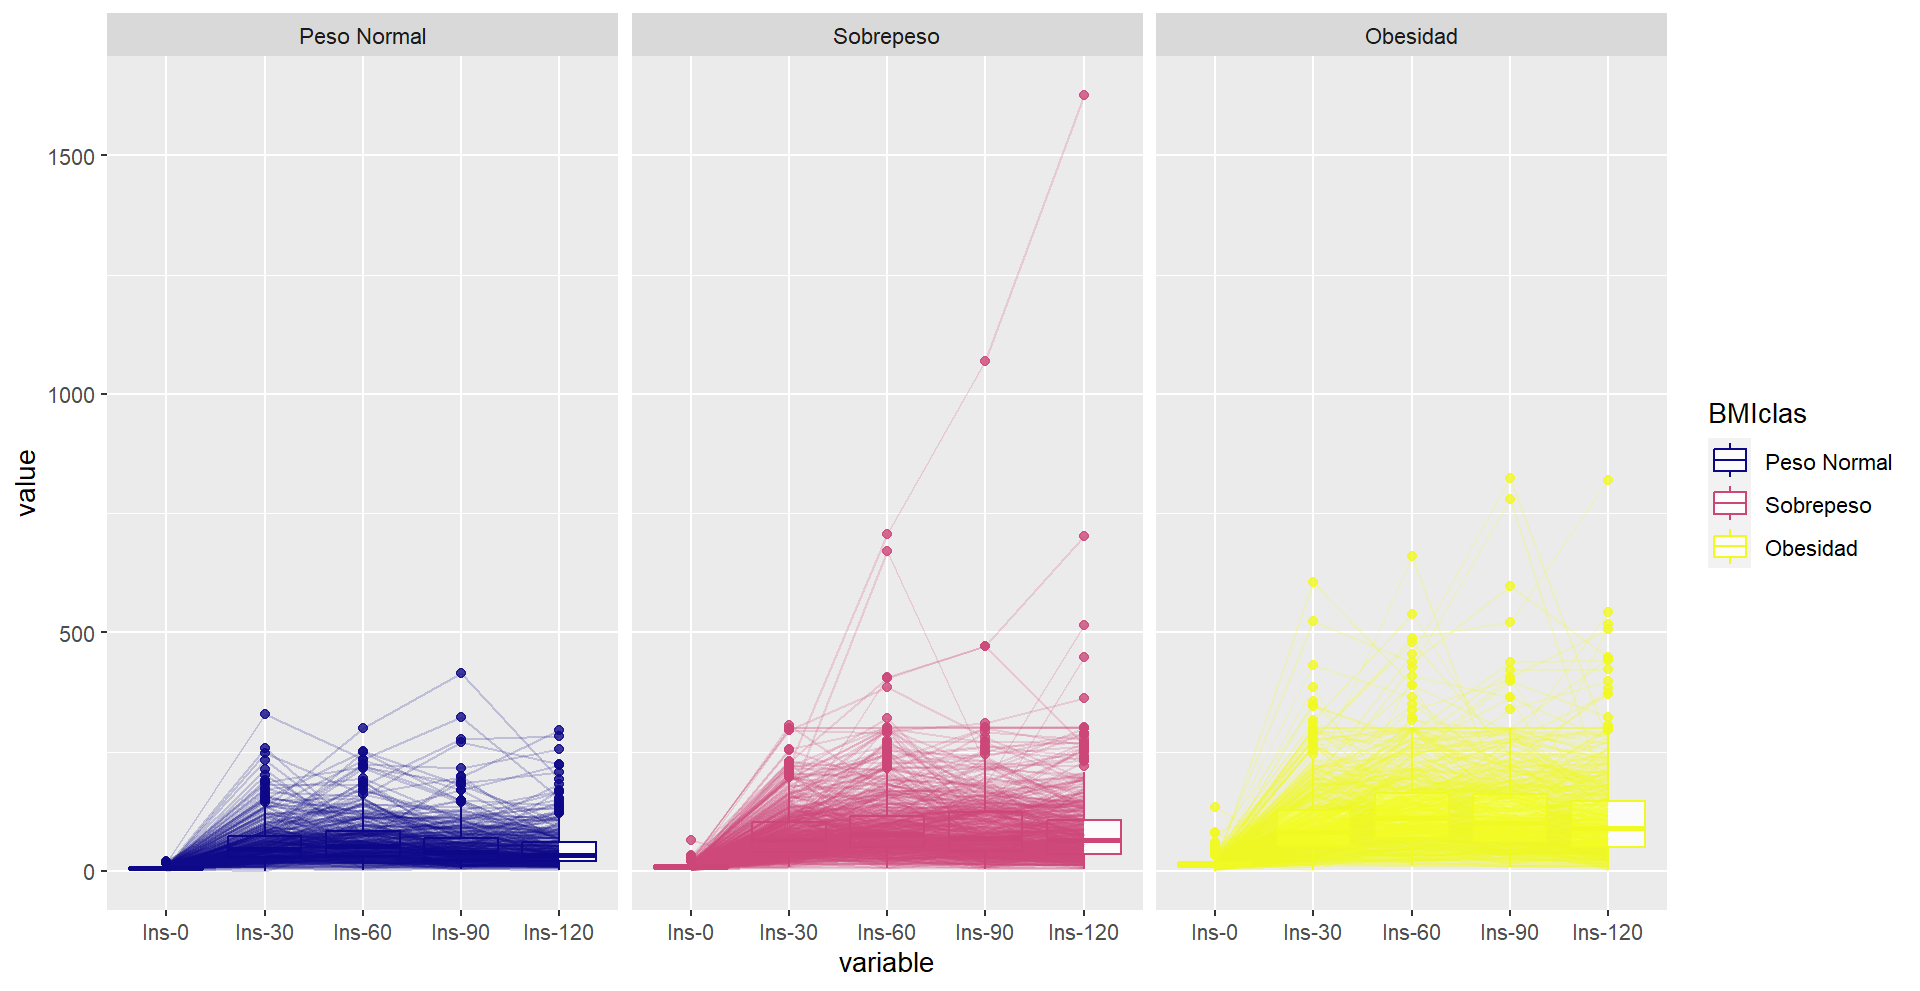 Peso Normal
Sobrepeso
Obesidad
value
1500
1000
500
0
Ins-0 Ins-30 Ins-60 Ins-90 Ins-120
Ins-0 Ins-30 Ins-60 Ins-90 Ins-120
Ins-0 Ins-30 Ins-60 Ins-90 Ins-120
variable
BMIclas
Peso Normal
Sobrepeso
Obesidad